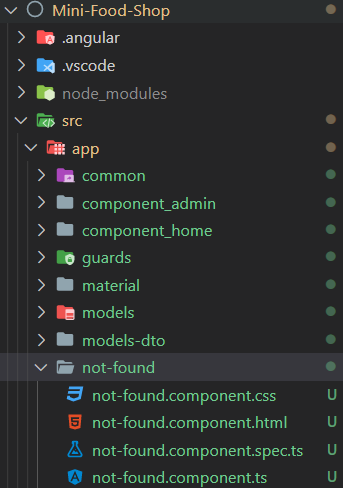 Mini-Food-Shop
.angular
.vscode
node_modules
src
app
common
component_admin
component_home
guards
material
models
models-dto
not-found
not-found.component.css U
not-found.component.html U
not-found.component.spec.ts U
not-found.component.ts U